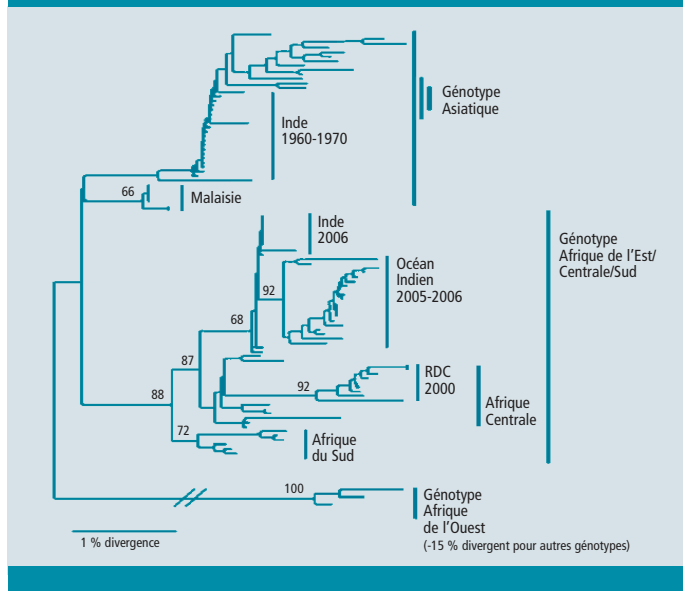 Génotype
Asiatique
Inde
1960-1970
66
Malaisie
Inde
2006
Génotype
Afrique de l'Est/
Centrale/Sud
Océan
Indien
2005-2006
92
68
87
RDC
2000
92
88
Afrique
Centrale
72
Afrique
du Sud
100
Génotype
Afrique
de l'Ouest
(-15 % divergent pour autres génotypes)
1 % divergence